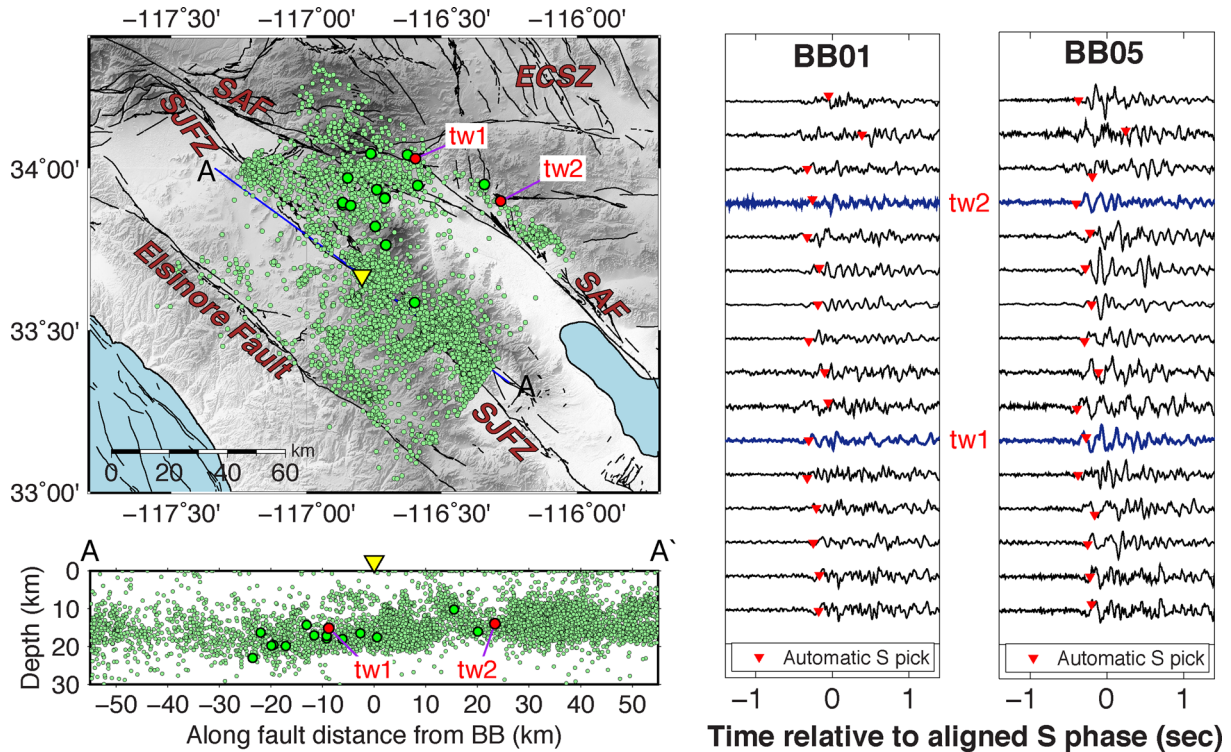 −117˚30' −117˚00' −116˚30' −116˚00'
34˚00'
33˚30'
33˚00'
SAF
SJFZ
ECSZ
tw1
tw2
A
Elsinore Fault
SAF
A
SJFZ
km
0 20 40 60
−117˚30' −117˚00' −116˚30' −116˚00'
A A`
Depth (km)
0
10
20
30
tw1
tw2
−50 −40 −30 −20 −10 0 10 20 30 40 50
Along fault distance from BB (km)
BB01 BB05
tw2
tw1
Automatic S pick Automatic S pick
−1 0 1 −1 0 1
Time relative to aligned S phase (sec)